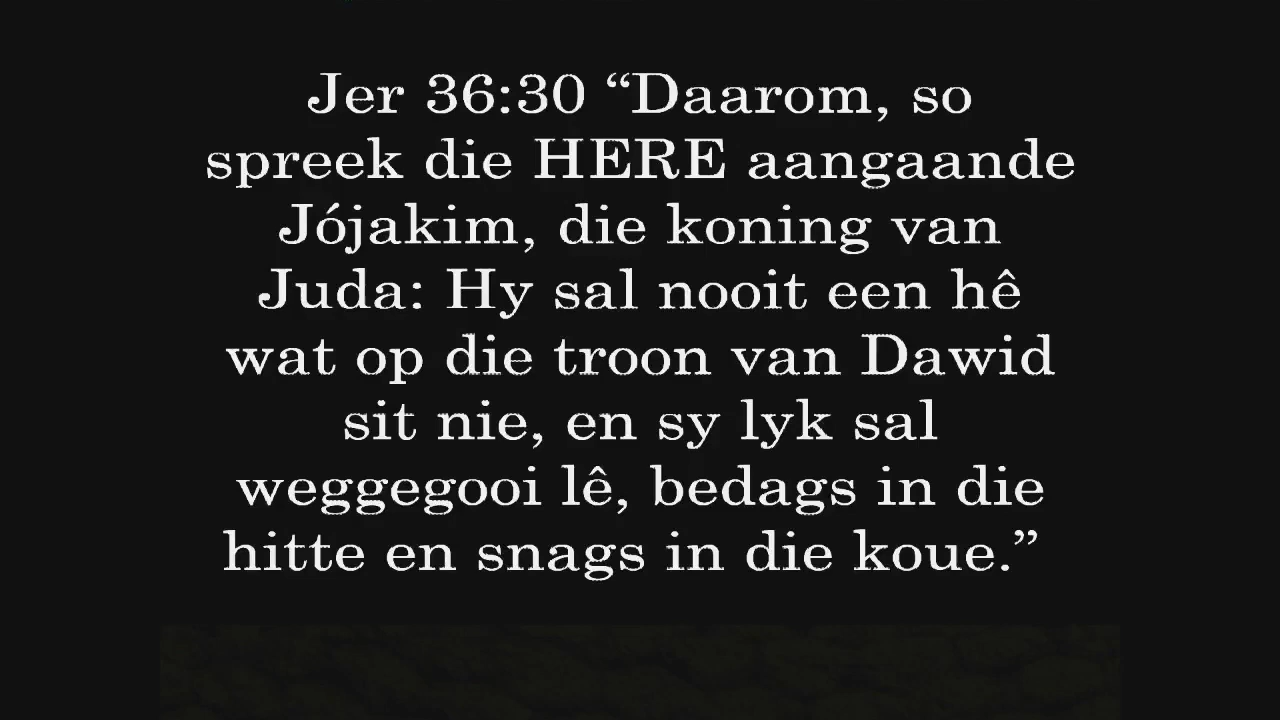 Jer 36:30 “Daarom, so
spreek die HERE aangaande
Jójakim, die koning van
Juda: Hy sal nooit een hê
wat op die troon van Dawid
sit nie, en sy lyk sal
weggegooi lê, bedags in die
hitte en snags in die koue.”